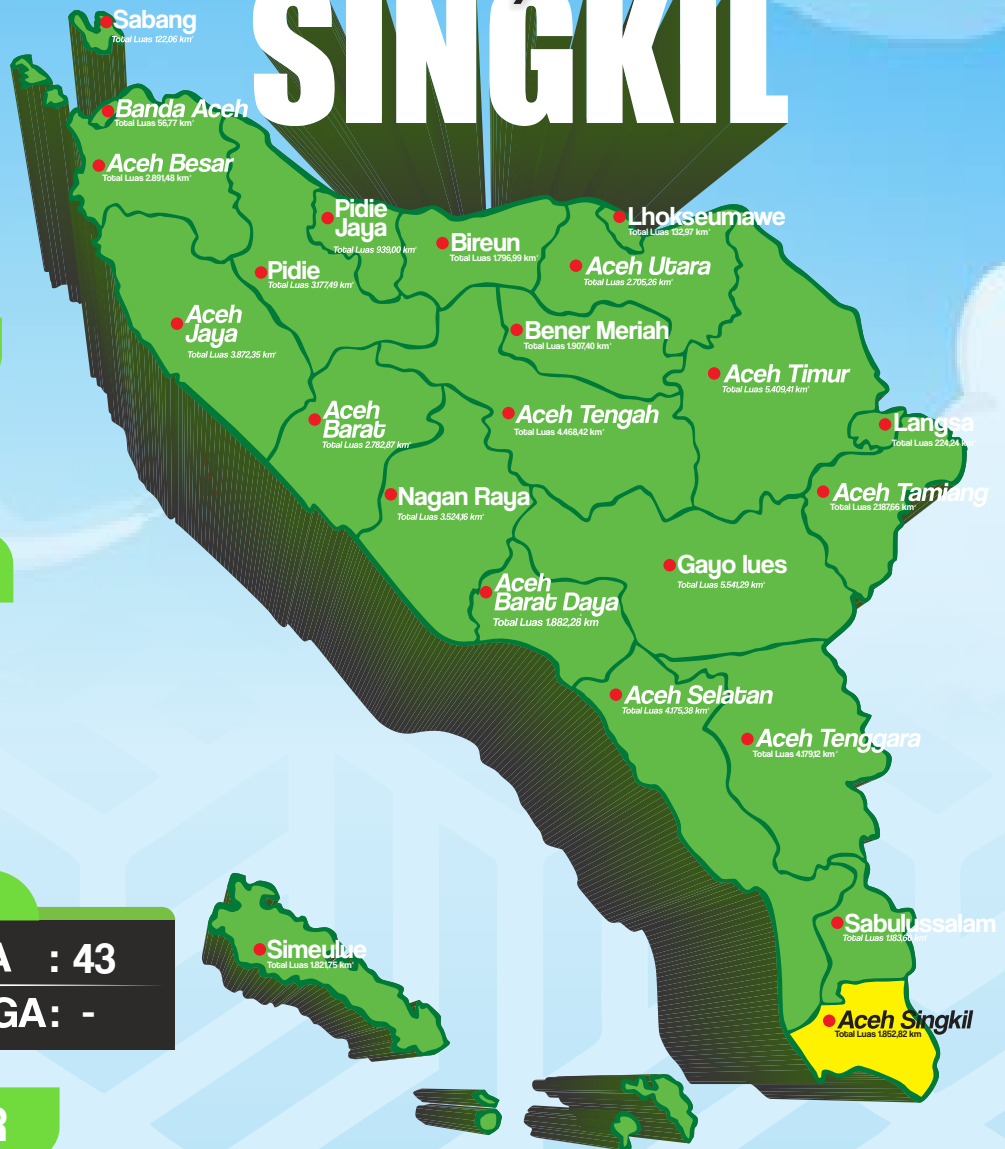 SINGKIL
Sabang
Total Luas 122,06 km²
Banda Aceh
Total Luas 56,77 km²
Aceh Besar
Total Luas 2.891,48 km²
Pidie
Jaya
Total Luas 939,00 km²
Lhokseumawe
Total Luas 132,97 km²
Bireun
Total Luas 1.796,99 km²
Aceh Utara
Total Luas 2.705,26 km²
Pidie
Total Luas 3.177,49 km²
Aceh
Jaya
Total Luas 3.872,35 km²
Bener Meriah
Total Luas 1.907,40 km²
Aceh Timur
Total Luas 5.409,41 km²
Aceh
Barat
Total Luas 2.782,87 km²
Aceh Tengah
Total Luas 4.468,42 km²
Langsa
Total Luas 224,24 km²
Nagan Raya
Total Luas 3.524,16 km²
Aceh Tamiang
Total Luas 2.187,66 km²
Gayo lues
Total Luas 5.541,29 km²
Aceh
Barat Daya
Total Luas 1.882,28 km
Aceh Selatan
Total Luas 4.175,38 km²
Aceh Tenggara
Total Luas 4.179,12 km²
Sabulussalam
Total Luas 1.183,60 km²
Simeulue
Total Luas 1.821,75 km²
A : 43
GA : -
Aceh Singkil
Total Luas 1.852,82 km
R